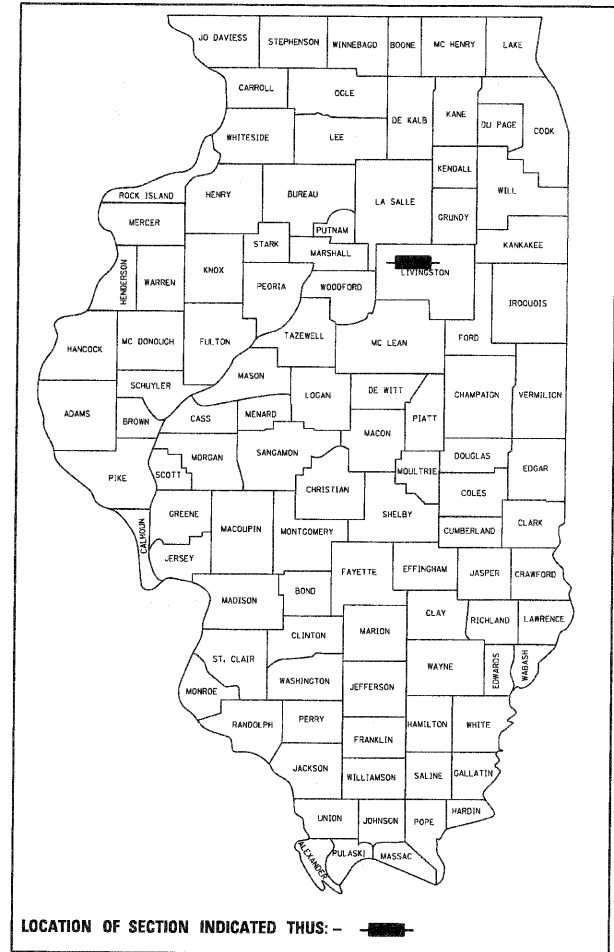 JO DAVIESS STEPHENSON WINNEBAGO BOONE MC HENRY LAKE
CARROLL OGLE DE KALB KANE DU PAGE COOK
WHITESIDE LEE KENDALL WILL
ROCK ISLAND HENRY BUREAU LA SALLE GRUNDY
MERCER PUTNAM KANKAKEE
STARK MARSHALL LIVINGSTON
HENDERSON WARREN KNOX PEORIA WOODFORD IROQUOIS
HANCOCK MC DONOUGH FULTON TAZEWELL MC LEAN FORD
SCHUYLER MASON LOGAN DE WITT CHAMPAIGN VERMILION
ADAMS BROWN CASS MENARD MACON PIATT
PIKE SCOTT MORGAN SANGAMON MOULTRIE DOUGLAS EDGAR
CHRISTIAN COLES
CALHOUN GREENE MACOUPIN MONTGOMERY SHELBY CUMBERLAND CLARK
JERSEY FAYETTE EFFINGHAM JASPER CRAWFORD
MADISON BOND CLAY RICHLAND LAWRENCE
CLINTON MARION
ST. CLAIR WAYNE EDWARDS WABASH
MONROE WASHINGTON JEFFERSON
RANDOLPH PERRY HAMILTON WHITE
FRANKLIN
JACKSON WILLIAMSON SALINE GALLATIN
UNION JOHNSON POPE HARDIN
ALEXANDER PULASKI MASSAC
LOCATION OF SECTION INDICATED THUS: -